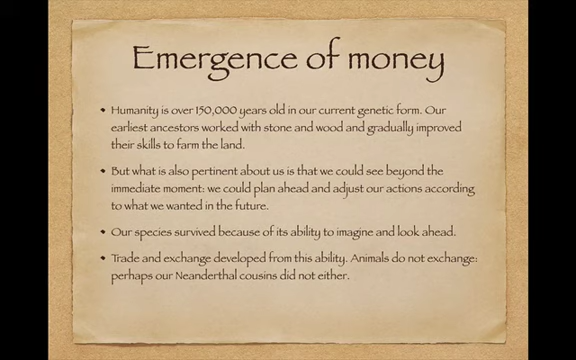 Emergence of money
• Humanity is over 150,000 years old in our current genetic form. Our
earliest ancestors worked with stone and wood and gradually improved
their skills to farm the land.
• But what is also pertinent about us is that we could see beyond the
immediate moment: we could plan ahead and adjust our actions according
to what we wanted in the future.
• Our species survived because of its ability to imagine and look ahead.
• Trade and exchange developed from this ability. Animals do not exchange:
perhaps our Neanderthal cousins did not either.